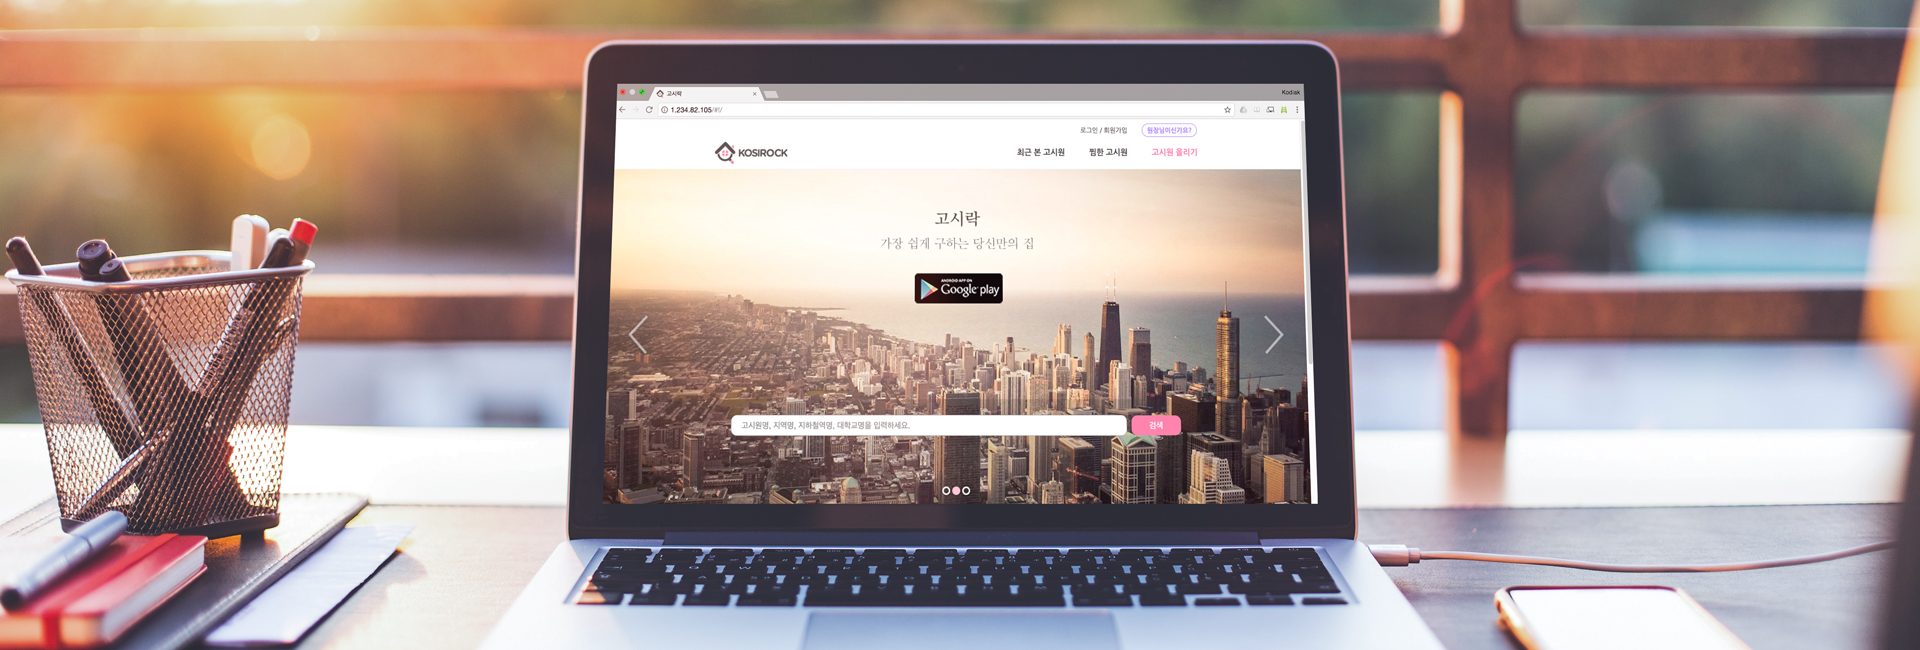 고시락
Kodiak
1.234.82.105/#!/
로그인 / 회원가입
원장님이신가요?
KOSIROCK
최근 본 고시원
찜한 고시원
고시원 올리기
고시락
가장 쉽게 구하는 당신만의 집
ANDROID APP ON
Google play
고시원명, 지역명, 지하철역명, 대학교명을 입력하세요.
검색